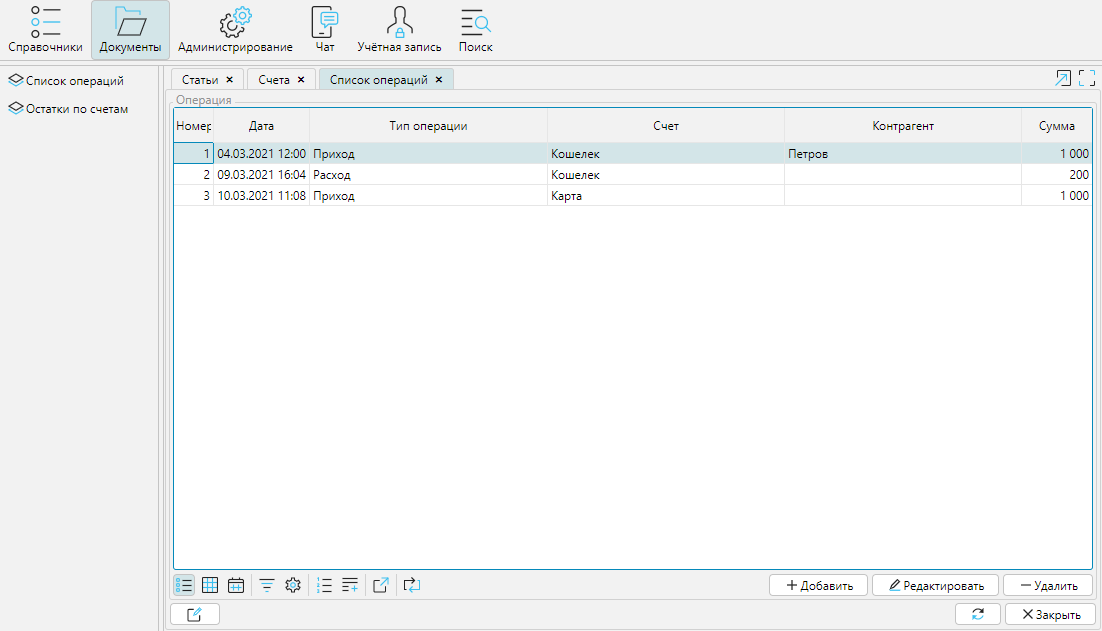 Справочники Документы Администрирование Чат Учётная запись Поиск
Список операций
Остатки по счетам
Статьи × Счета × Список операций ×
Операция
Номер Дата Тип операции Счет Контрагент Сумма
1 04.03.2021 12:00 Приход Кошелек Петров 1 000
2 09.03.2021 16:04 Расход Кошелек 200
3 10.03.2021 11:08 Приход Карта 1 000
Добавить Редактировать Удалить
Закрыть